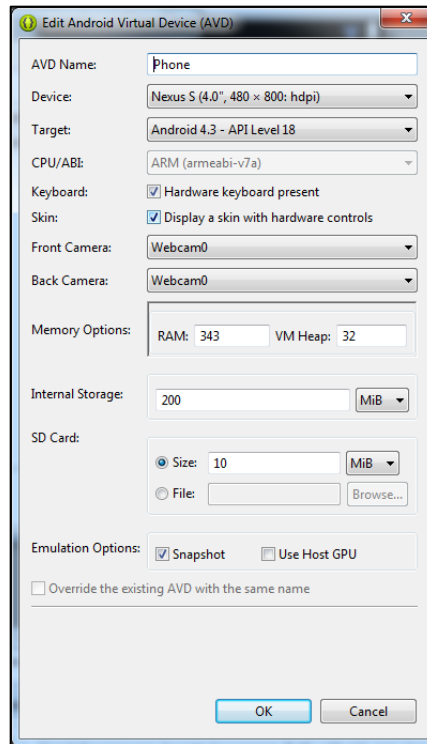 Edit Android Virtual Device (AVD)
AVD Name: Phone
Device: Nexus S (4.0", 480 × 800: hdpi)
Target: Android 4.3 - API Level 18
CPU/ABI: ARM (armeabi-v7a)
Keyboard: Hardware keyboard present
Skin: Display a skin with hardware controls
Front Camera: Webcam0
Back Camera: Webcam0
Memory Options: RAM: 343 VM Heap: 32
Internal Storage: 200 MiB
SD Card:
Size: 10 MiB
File: Browse...
Emulation Options: Snapshot Use Host GPU
Override the existing AVD with the same name
OK Cancel